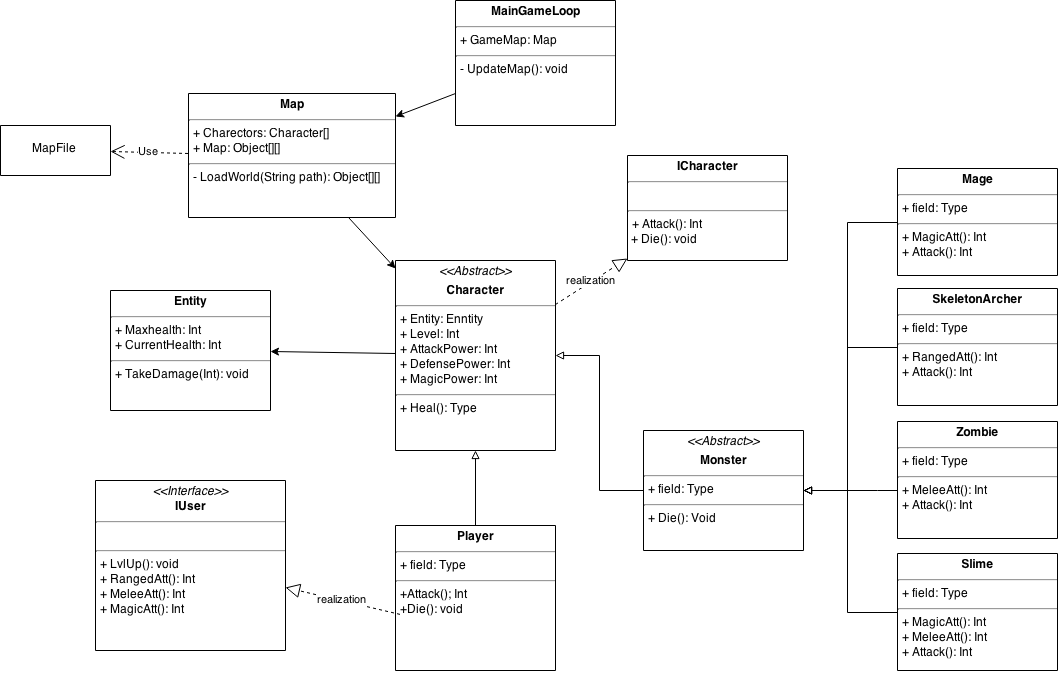 MainGameLoop
+ GameMap: Map
- UpdateMap(): void
Map
+ Charectors: Character[]
+ Map: Object[][]
- LoadWorld(String path): Object[][]
MapFile
Use
ICharacter
+ Attack(): Int
+ Die(): void
realization
Mage
+ field: Type
+ MagicAtt(): Int
+ Attack(): Int
<<Abstract>>
Character
+ Entity: Enntity
+ Level: Int
+ AttackPower: Int
+ DefensePower: Int
+ MagicPower: Int
+ Heal(): Type
Entity
+ Maxhealth: Int
+ CurrentHealth: Int
+ TakeDamage(Int): void
SkeletonArcher
+ field: Type
+ RangedAtt(): Int
+ Attack(): Int
<<Abstract>>
Monster
+ field: Type
+ Die(): Void
Zombie
+ field: Type
+ MeleeAtt(): Int
+ Attack(): Int
<<Interface>>
IUser
+ LvlUp(): void
+ RangedAtt(): Int
+ MeleeAtt(): Int
+ MagicAtt(): Int
realization
Player
+ field: Type
+Attack(); Int
+Die(): void
Slime
+ field: Type
+ MagicAtt(): Int
+ MeleeAtt(): Int
+ Attack(): Int